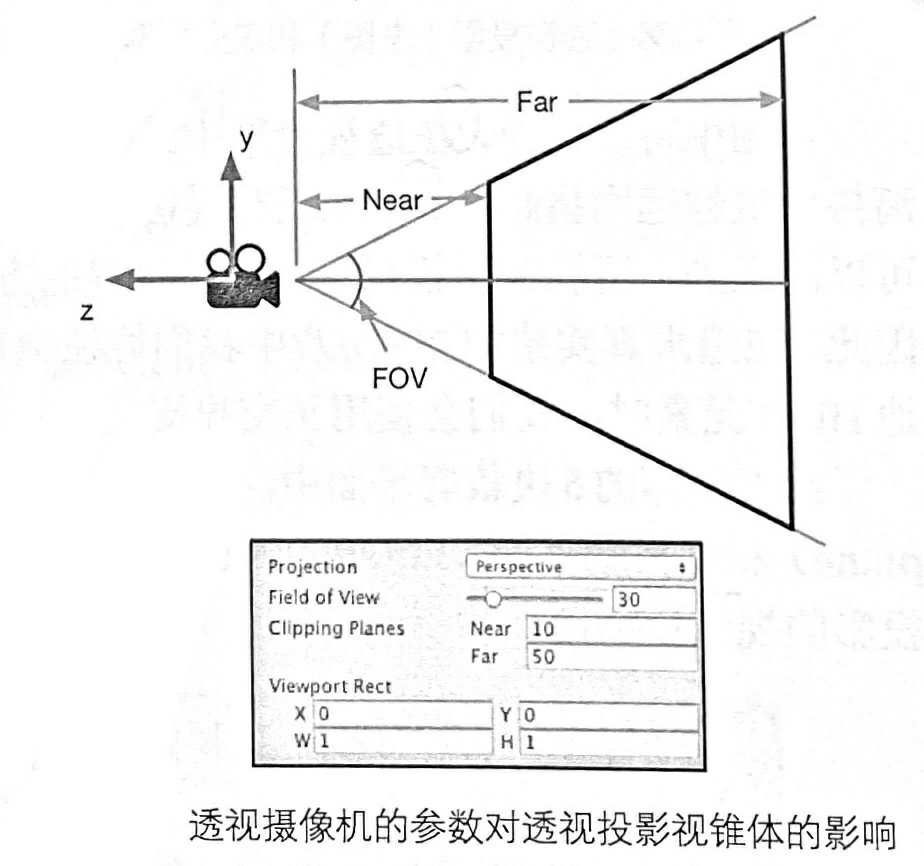 Far
y
Near
z
FOV
Projection Perspective
Field of View 30
Clipping Planes Near 10
Far 50
Viewport Rect
X 0 Y 0
W 1 H 1
透视摄像机的参数对透视投影视锥体的影响